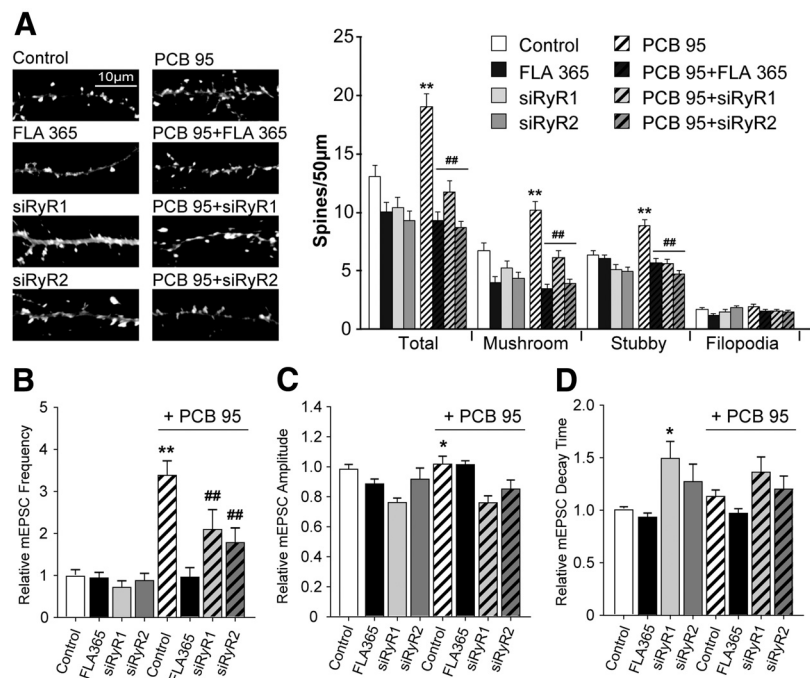 A
Control
PCB 95
10µm
FLA 365
PCB 95+FLA 365
siRyR1
PCB 95+siRyR1
siRyR2
PCB 95+siRyR2
Spines/50µm
25
20
15
10
5
0
Control
FLA 365
siRyR1
siRyR2
PCB 95
PCB 95+FLA 365
PCB 95+siRyR1
PCB 95+siRyR2
**
##
**
##
**
##
Total
Mushroom
Stubby
Filopodia
B
Relative mEPSC Frequency
5
4
3
2
1
0
+ PCB 95
**
##
##
Control
FLA365
siRyR1
siRyR2
Control
FLA365
siRyR1
siRyR2
C
Relative mEPSC Amplitude
1.4
1.2
1.0
0.8
0.6
0.4
0.2
0
+ PCB 95
*
Control
FLA365
siRyR1
siRyR2
Control
FLA365
siRyR1
siRyR2
D
Relative mEPSC Decay Time
2.0
1.5
1.0
0.5
0.0
+ PCB 95
*
Control
FLA365
siRyR1
siRyR2
Control
FLA365
siRyR1
siRyR2